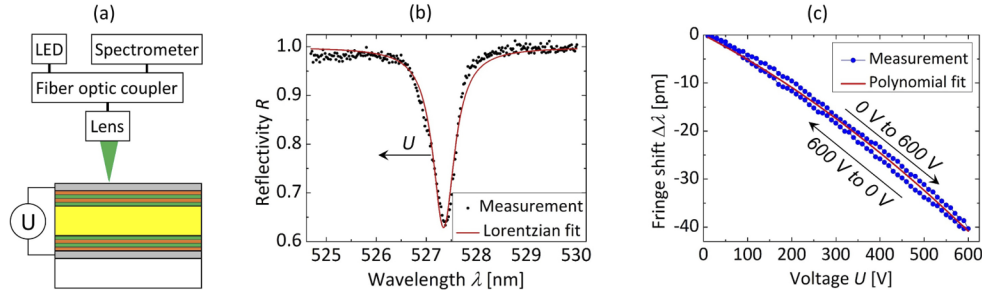 (a)
LED
Spectrometer
Fiber optic coupler
Lens
U
(b)
Reflectivity R
1.0
0.9
0.8
0.7
0.6
U
Measurement
Lorentzian fit
525 526 527 528 529 530
Wavelength λ [nm]
(c)
Fringe shift Δλ [pm]
0
-10
-20
-30
-40
Measurement
Polynomial fit
0 V to 600 V
600 V to 0 V
0 100 200 300 400 500 600
Voltage U [V]